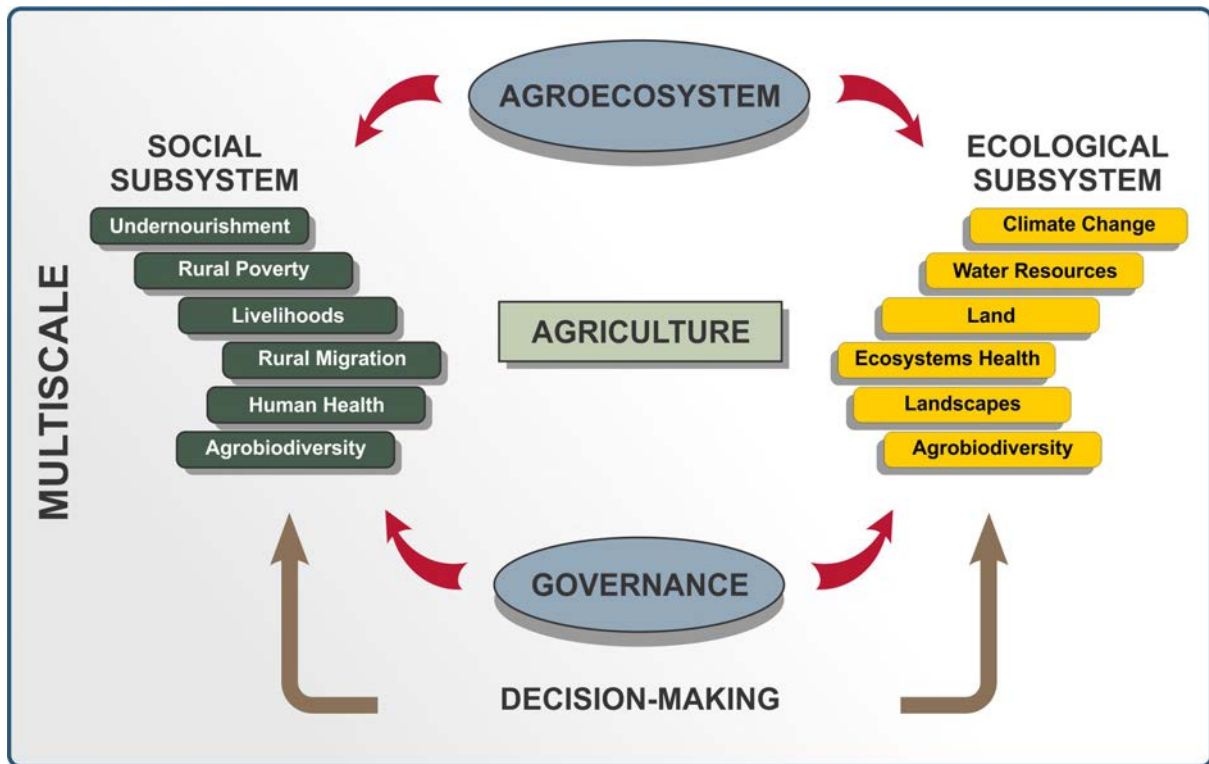 AGROECOSYSTEM
SOCIAL
SUBSYSTEM
Undernourishment
Rural Poverty
Livelihoods
Rural Migration
Human Health
Agrobiodiversity
ECOLOGICAL
SUBSYSTEM
Climate Change
Water Resources
Land
Ecosystems Health
Landscapes
Agrobiodiversity
MULTISCALE
AGRICULTURE
GOVERNANCE
DECISION-MAKING